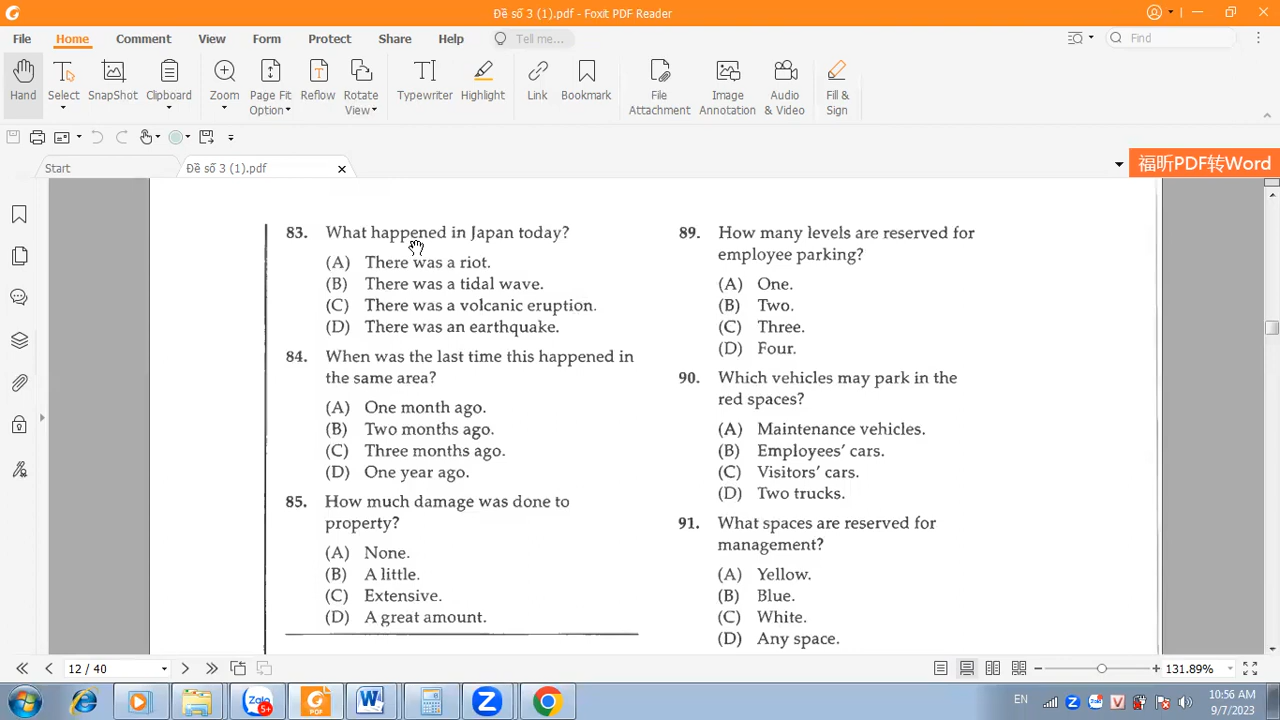 Đề số 3 (1).pdf - Foxit PDF Reader
File Home Comment View Form Protect Share Help Tell me... Find
Hand Select SnapShot Clipboard Zoom Page Fit Option Reflow Rotate View Typewriter Highlight Link Bookmark File Attachment Image Annotation Audio & Video Fill & Sign
Start Đề số 3 (1).pdf 福昕PDF转Word
83. What happened in Japan today?
(A) There was a riot.
(B) There was a tidal wave.
(C) There was a volcanic eruption.
(D) There was an earthquake.
84. When was the last time this happened in
the same area?
(A) One month ago.
(B) Two months ago.
(C) Three months ago.
(D) One year ago.
85. How much damage was done to
property?
(A) None.
(B) A little.
(C) Extensive.
(D) A great amount.
89. How many levels are reserved for
employee parking?
(A) One.
(B) Two.
(C) Three.
(D) Four.
90. Which vehicles may park in the
red spaces?
(A) Maintenance vehicles.
(B) Employees' cars.
(C) Visitors' cars.
(D) Two trucks.
91. What spaces are reserved for
management?
(A) Yellow.
(B) Blue.
(C) White.
(D) Any space.
12 / 40 131.89%
Zalo 5+ PDF W Z EN 10:56 AM
9/7/2023